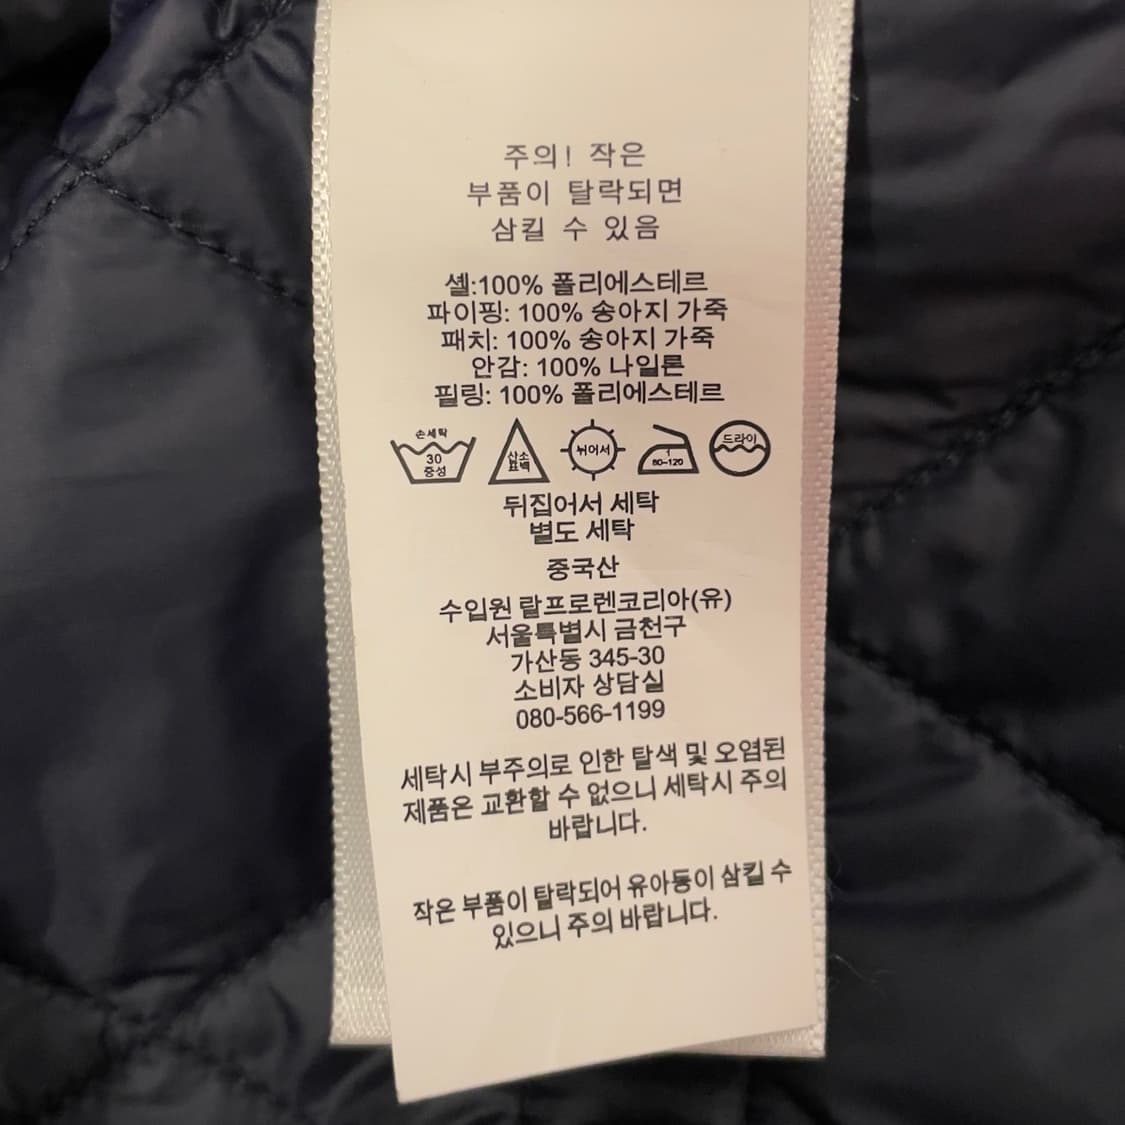 주의! 작은
부품이 탈락되면
삼킬 수 있음
셸:100% 폴리에스테르
파이핑: 100% 송아지 가죽
패치: 100% 송아지 가죽
안감: 100% 나일론
필링: 100% 폴리에스테르
손세탁 30 중성 산소 표백 뉘어서 1 80~120 드라이
뒤집어서 세탁
별도 세탁
중국산
수입원 랄프로렌코리아(유)
서울특별시 금천구
가산동 345-30
소비자 상담실
080-566-1199
세탁시 부주의로 인한 탈색 및 오염된
제품은 교환할 수 없으니 세탁시 주의
바랍니다.
작은 부품이 탈락되어 유아동이 삼킬 수
있으니 주의 바랍니다.